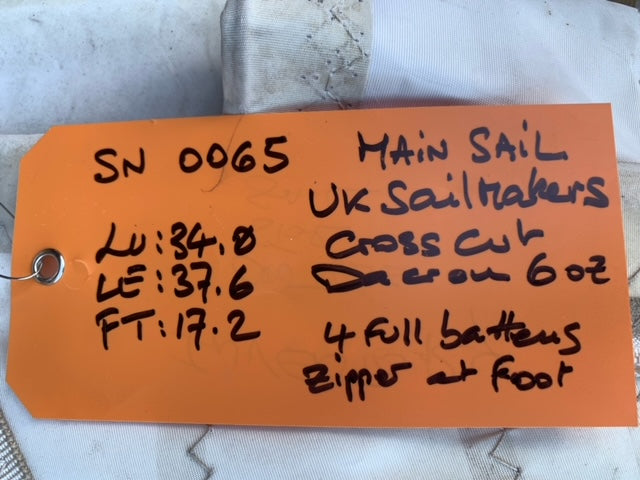 SN 0065
LU:34.0
LE:37.6
FT:17.2
MAiN SAiL
UK SailMakers
Cross Cut
Dacron 6 oz
4 Full battens
Zipper at Foot